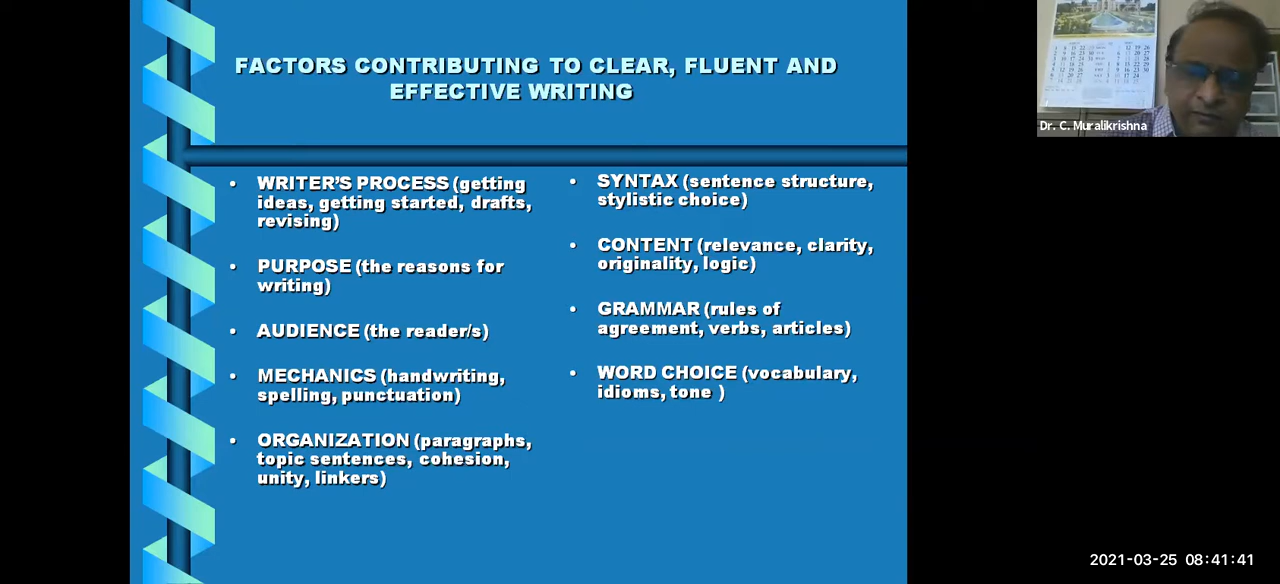 FACTORS CONTRIBUTING TO CLEAR, FLUENT AND
EFFECTIVE WRITING
• WRITER'S PROCESS (getting
ideas, getting started, drafts,
revising)
• PURPOSE (the reasons for
writing)
• AUDIENCE (the reader/s)
• MECHANICS (handwriting,
spelling, punctuation)
• ORGANIZATION (paragraphs,
topic sentences, cohesion,
unity, linkers)
• SYNTAX (sentence structure,
stylistic choice)
• CONTENT (relevance, clarity,
originality, logic)
• GRAMMAR (rules of
agreement, verbs, articles)
• WORD CHOICE (vocabulary,
idioms, tone )
Dr. C. Muralikrishna
2021-03-25 08:41:41